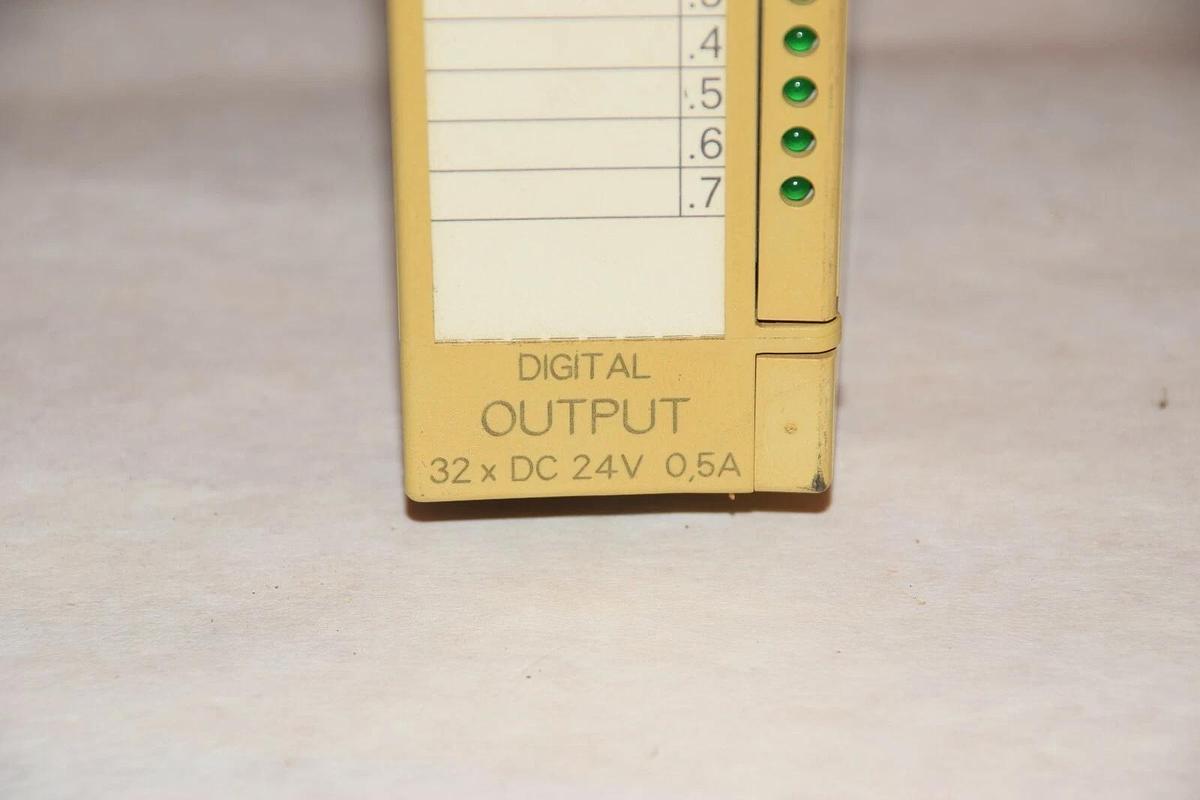 .4
.5
.6
.7
DIGITAL
OUTPUT
32 x DC 24V 0,5A